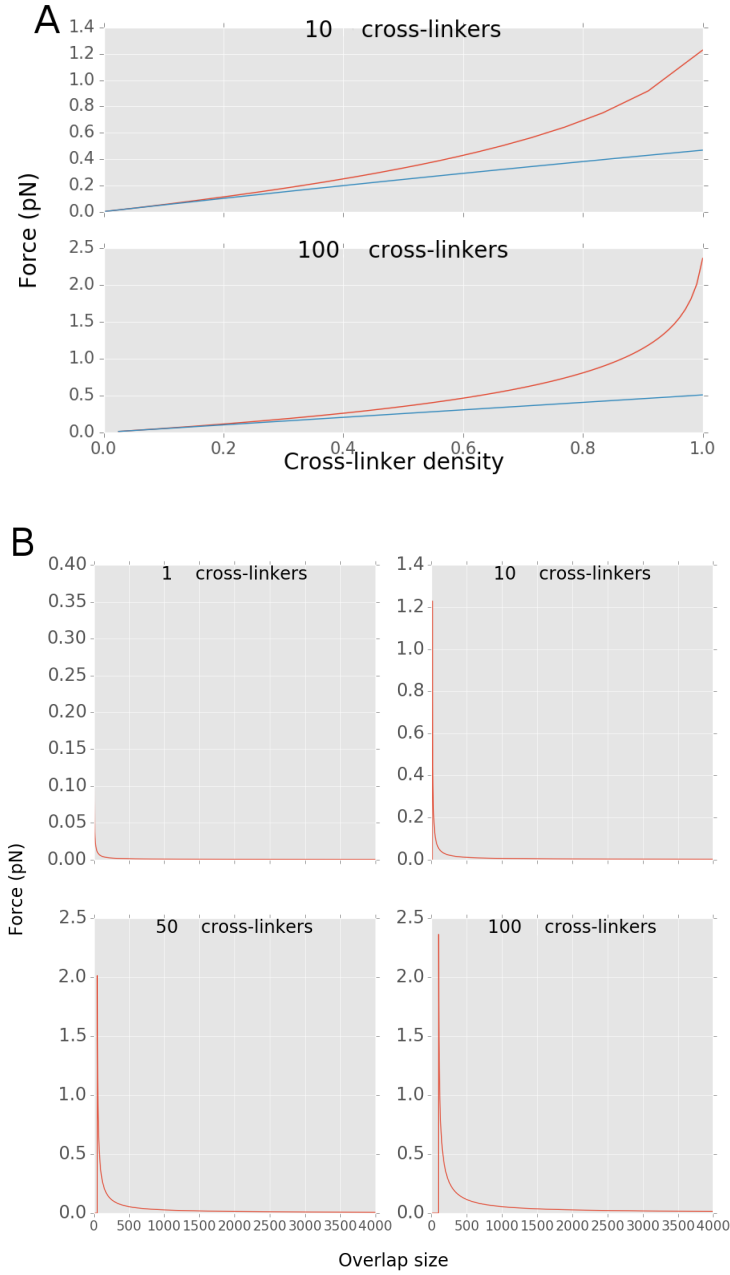 A
10 cross-linkers
1.4
1.2
1.0
0.8
0.6
0.4
0.2
0.0
Force (pN)
100 cross-linkers
2.5
2.0
1.5
1.0
0.5
0.0
0.0 0.2 0.4 0.6 0.8 1.0
Cross-linker density
B
1 cross-linkers
0.40
0.35
0.30
0.25
0.20
0.15
0.10
0.05
0.00
10 cross-linkers
1.4
1.2
1.0
0.8
0.6
0.4
0.2
0.0
Force (pN)
50 cross-linkers
2.5
2.0
1.5
1.0
0.5
0.0
0 500 1000 1500 2000 2500 3000 3500 4000
100 cross-linkers
2.5
2.0
1.5
1.0
0.5
0.0
0 500 1000 1500 2000 2500 3000 3500 4000
Overlap size